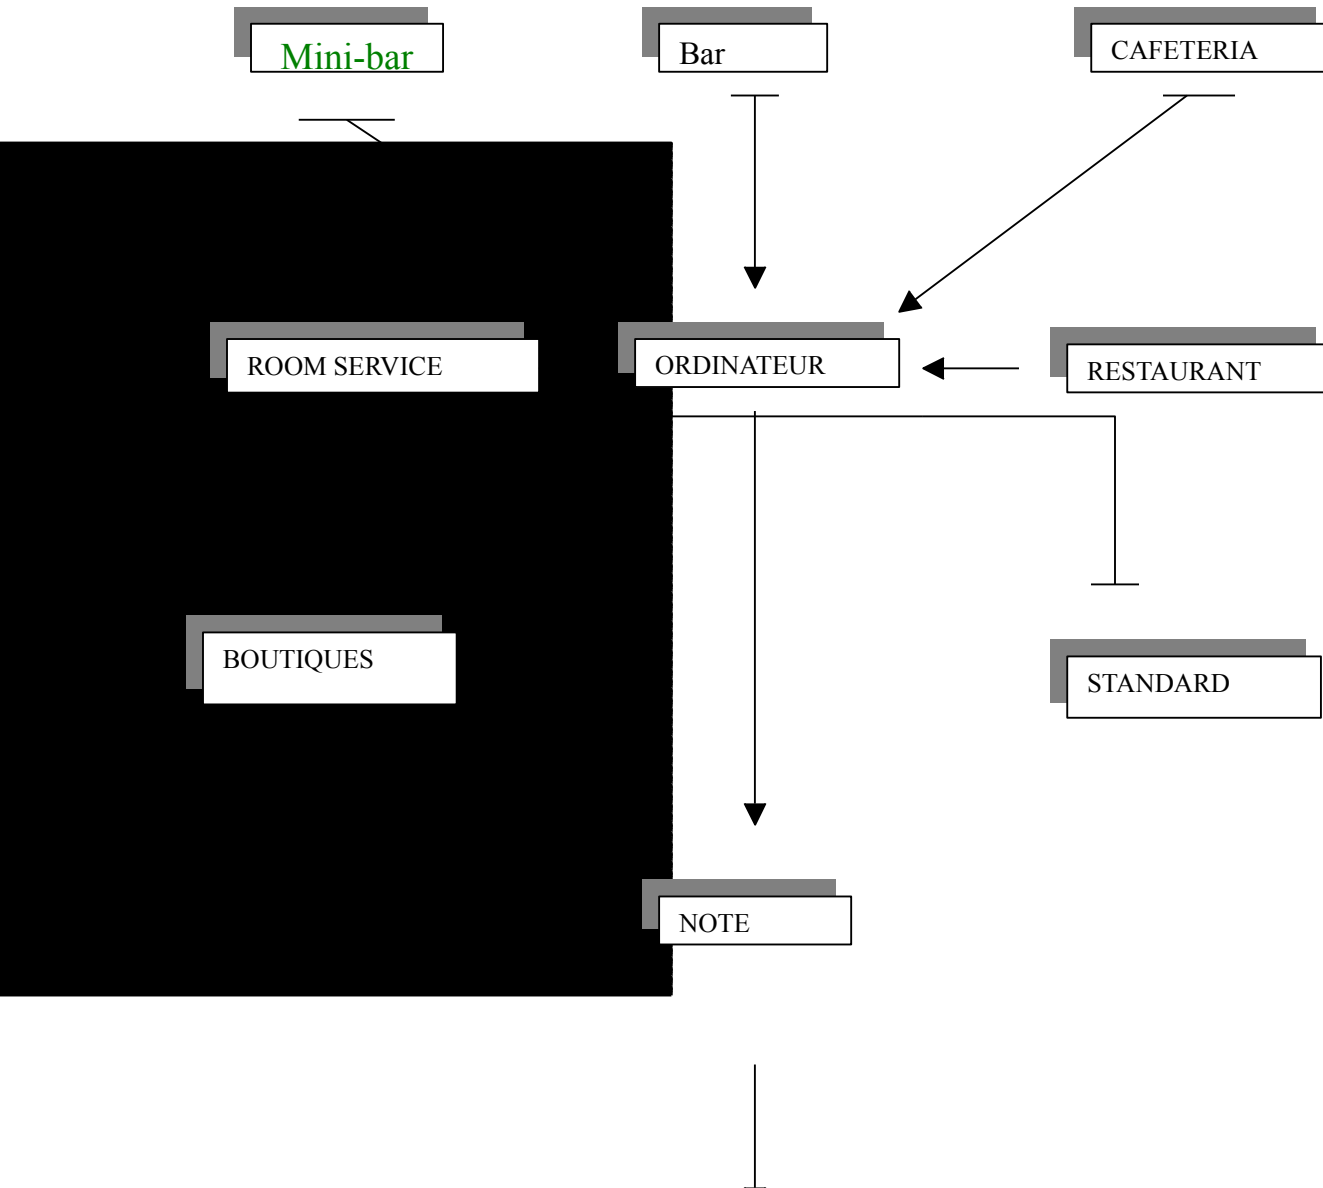 Mini-bar
Bar
CAFETERIA
ROOM SERVICE
ORDINATEUR
RESTAURANT
BOUTIQUES
STANDARD
NOTE